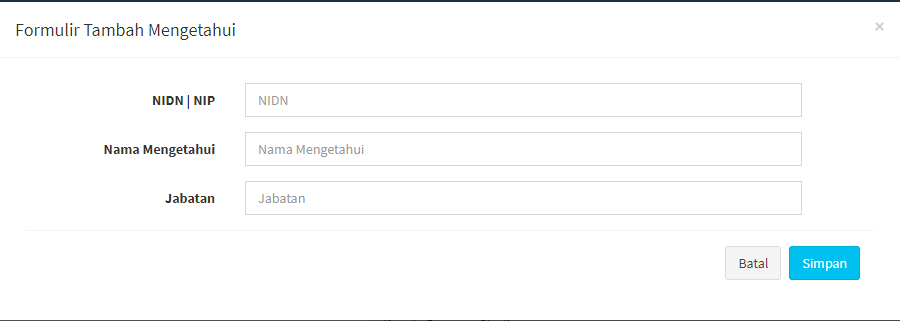 Formulir Tambah Mengetahui
×
NIDN | NIP
NIDN
Nama Mengetahui
Nama Mengetahui
Jabatan
Jabatan
Batal
Simpan